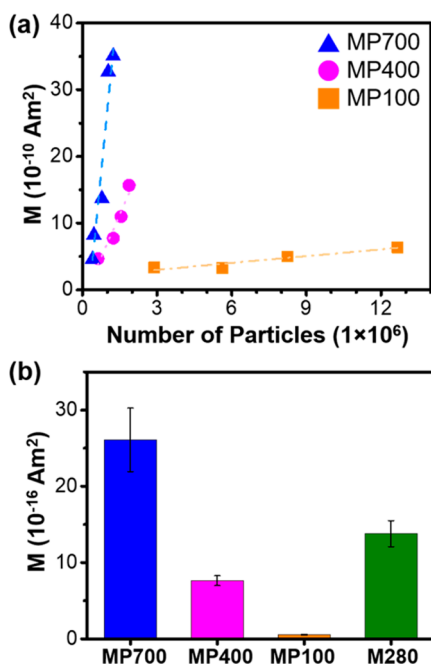 (a)
MP700
MP400
MP100
40
30
20
10
0
M (10⁻¹⁰ Am²)
0 3 6 9 12
Number of Particles (1×10⁶)
(b)
30
20
10
0
M (10⁻¹⁶ Am²)
MP700 MP400 MP100 M280